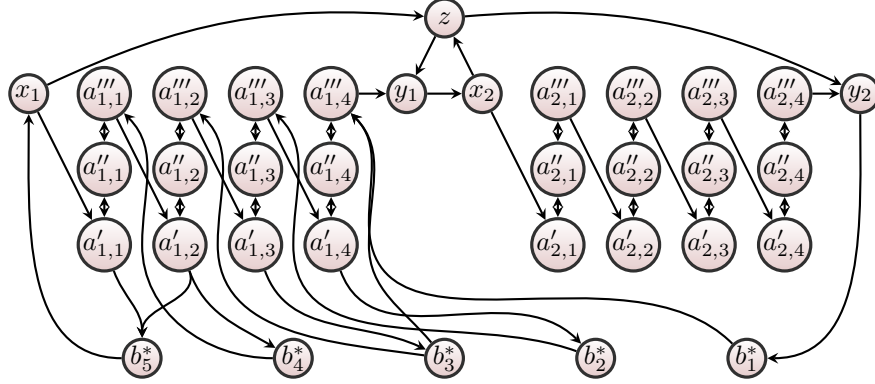 z
x₁ a‴₁,₁ a‴₁,₂ a‴₁,₃ a‴₁,₄ y₁ x₂ a‴₂,₁ a‴₂,₂ a‴₂,₃ a‴₂,₄ y₂
a″₁,₁ a″₁,₂ a″₁,₃ a″₁,₄ a″₂,₁ a″₂,₂ a″₂,₃ a″₂,₄
a′₁,₁ a′₁,₂ a′₁,₃ a′₁,₄ a′₂,₁ a′₂,₂ a′₂,₃ a′₂,₄
b*₅ b*₄ b*₃ b*₂ b*₁